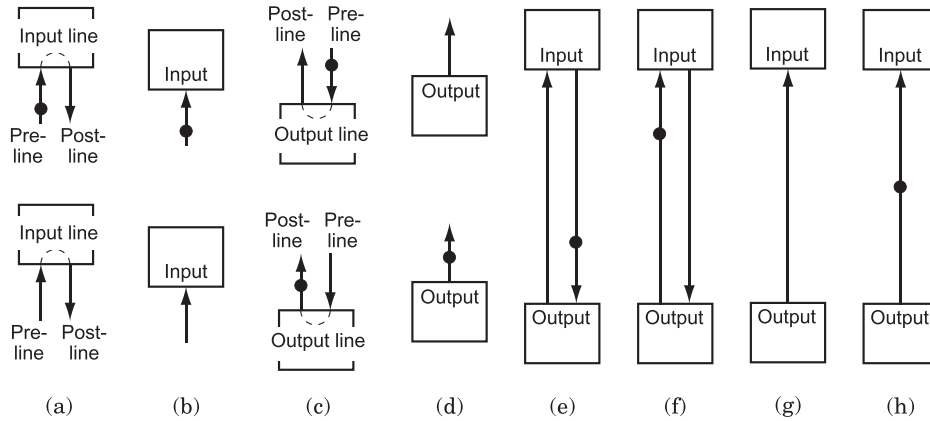 Input line
Pre-
line
Post-
line
Input line
Pre-
line
Post-
line
(a)
Input
Input
(b)
Post-
line
Pre-
line
Output line
Post-
line
Pre-
line
Output line
(c)
Output
Output
(d)
Input
Output
(e)
Input
Output
(f)
Input
Output
(g)
Input
Output
(h)